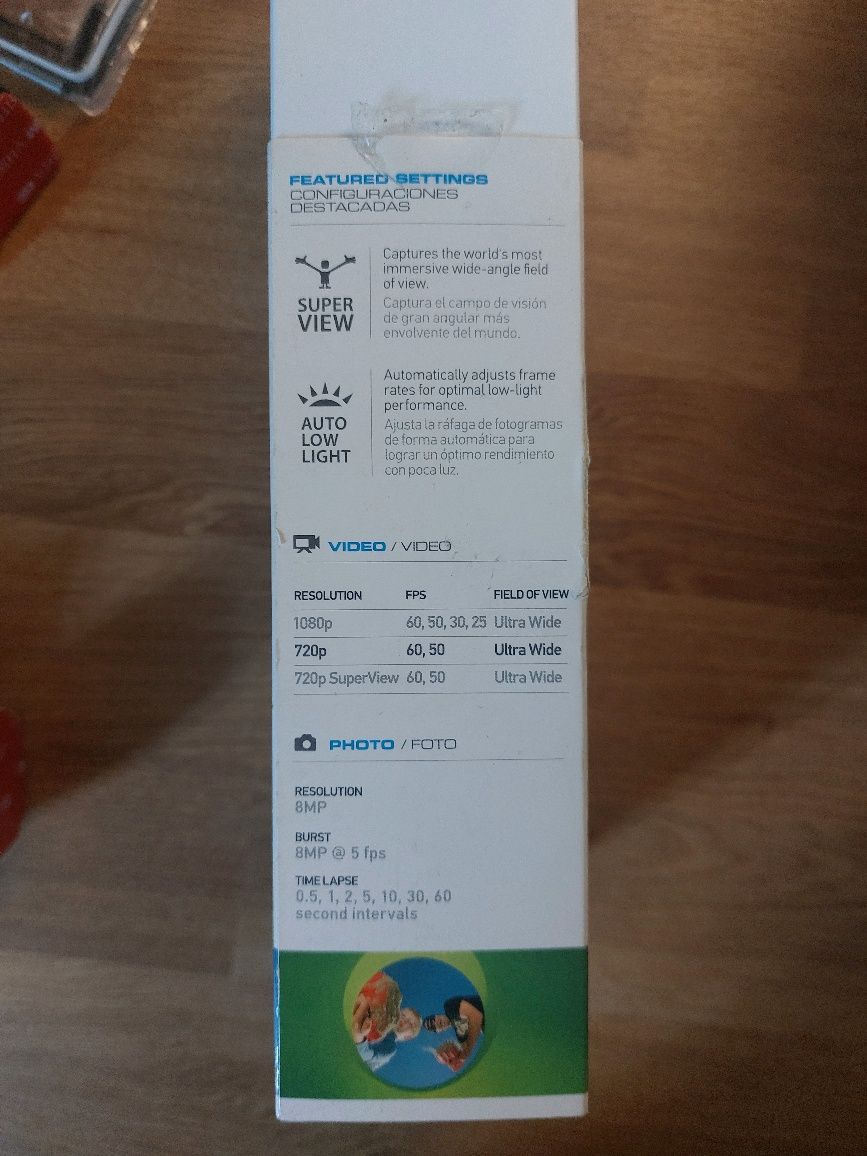 FEATURED SETTINGS
CONFIGURACIONES
DESTACADAS
SUPER
VIEW
Captures the world's most
immersive wide-angle field
of view.
Captura el campo de visión
de gran angular más
envolvente del mundo.
AUTO
LOW
LIGHT
Automatically adjusts frame
rates for optimal low-light
performance.
Ajusta la ráfaga de fotogramas
de forma automática para
lograr un óptimo rendimiento
con poca luz.
VIDEO / VÍDEO
RESOLUTION FPS FIELD OF VIEW
1080p 60, 50, 30, 25 Ultra Wide
720p 60, 50 Ultra Wide
720p SuperView 60, 50 Ultra Wide
PHOTO / FOTO
RESOLUTION
8MP
BURST
8MP @ 5 fps
TIME LAPSE
0.5, 1, 2, 5, 10, 30, 60
second intervals